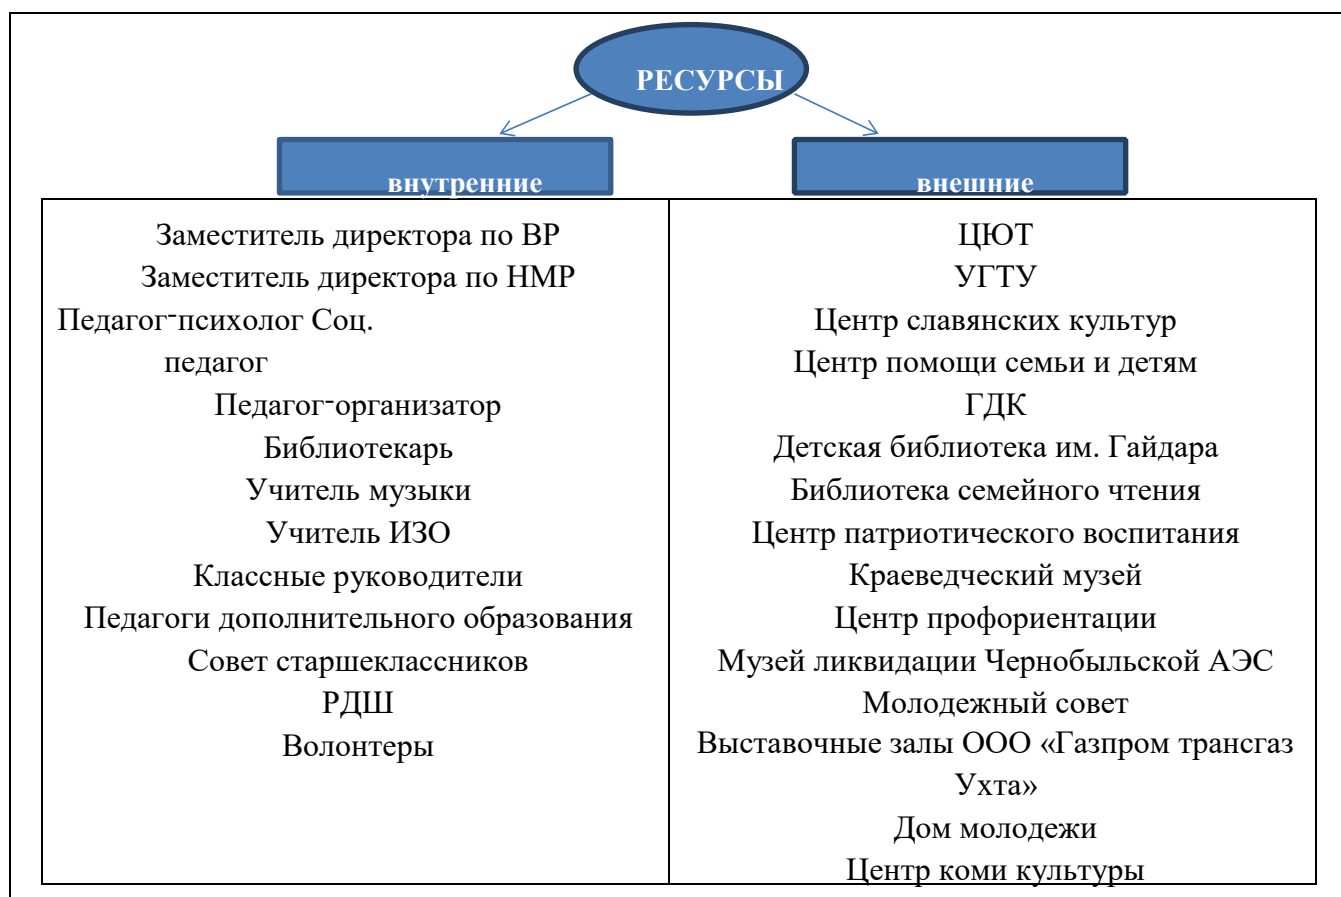 РЕСУРСЫ
внутренние
внешние
Заместитель директора по ВР
Заместитель директора по НМР
Педагог-психолог Соц.
педагог
Педагог-организатор
Библиотекарь
Учитель музыки
Учитель ИЗО
Классные руководители
Педагоги дополнительного образования
Совет старшеклассников
РДШ
Волонтеры
ЦЮТ
УГТУ
Центр славянских культур
Центр помощи семьи и детям
ГДК
Детская библиотека им. Гайдара
Библиотека семейного чтения
Центр патриотического воспитания
Краеведческий музей
Центр профориентации
Музей ликвидации Чернобыльской АЭС
Молодежный совет
Выставочные залы ООО «Газпром трансгаз
Ухта»
Дом молодежи
Центр коми культуры